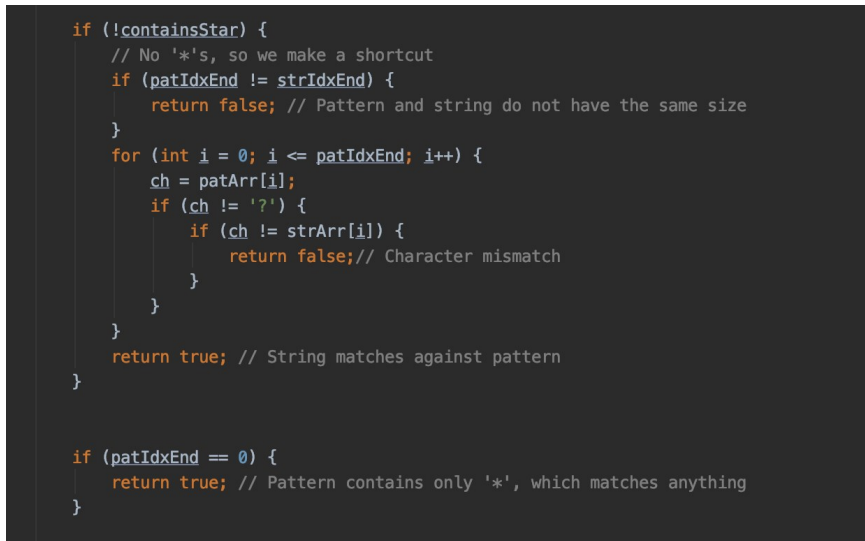 if (!containsStar) {
// No '*'s, so we make a shortcut
if (patIdxEnd != strIdxEnd) {
return false; // Pattern and string do not have the same size
}
for (int i = 0; i <= patIdxEnd; i++) {
ch = patArr[i];
if (ch != '?') {
if (ch != strArr[i]) {
return false;// Character mismatch
}
}
}
return true; // String matches against pattern
}
if (patIdxEnd == 0) {
return true; // Pattern contains only '*', which matches anything
}